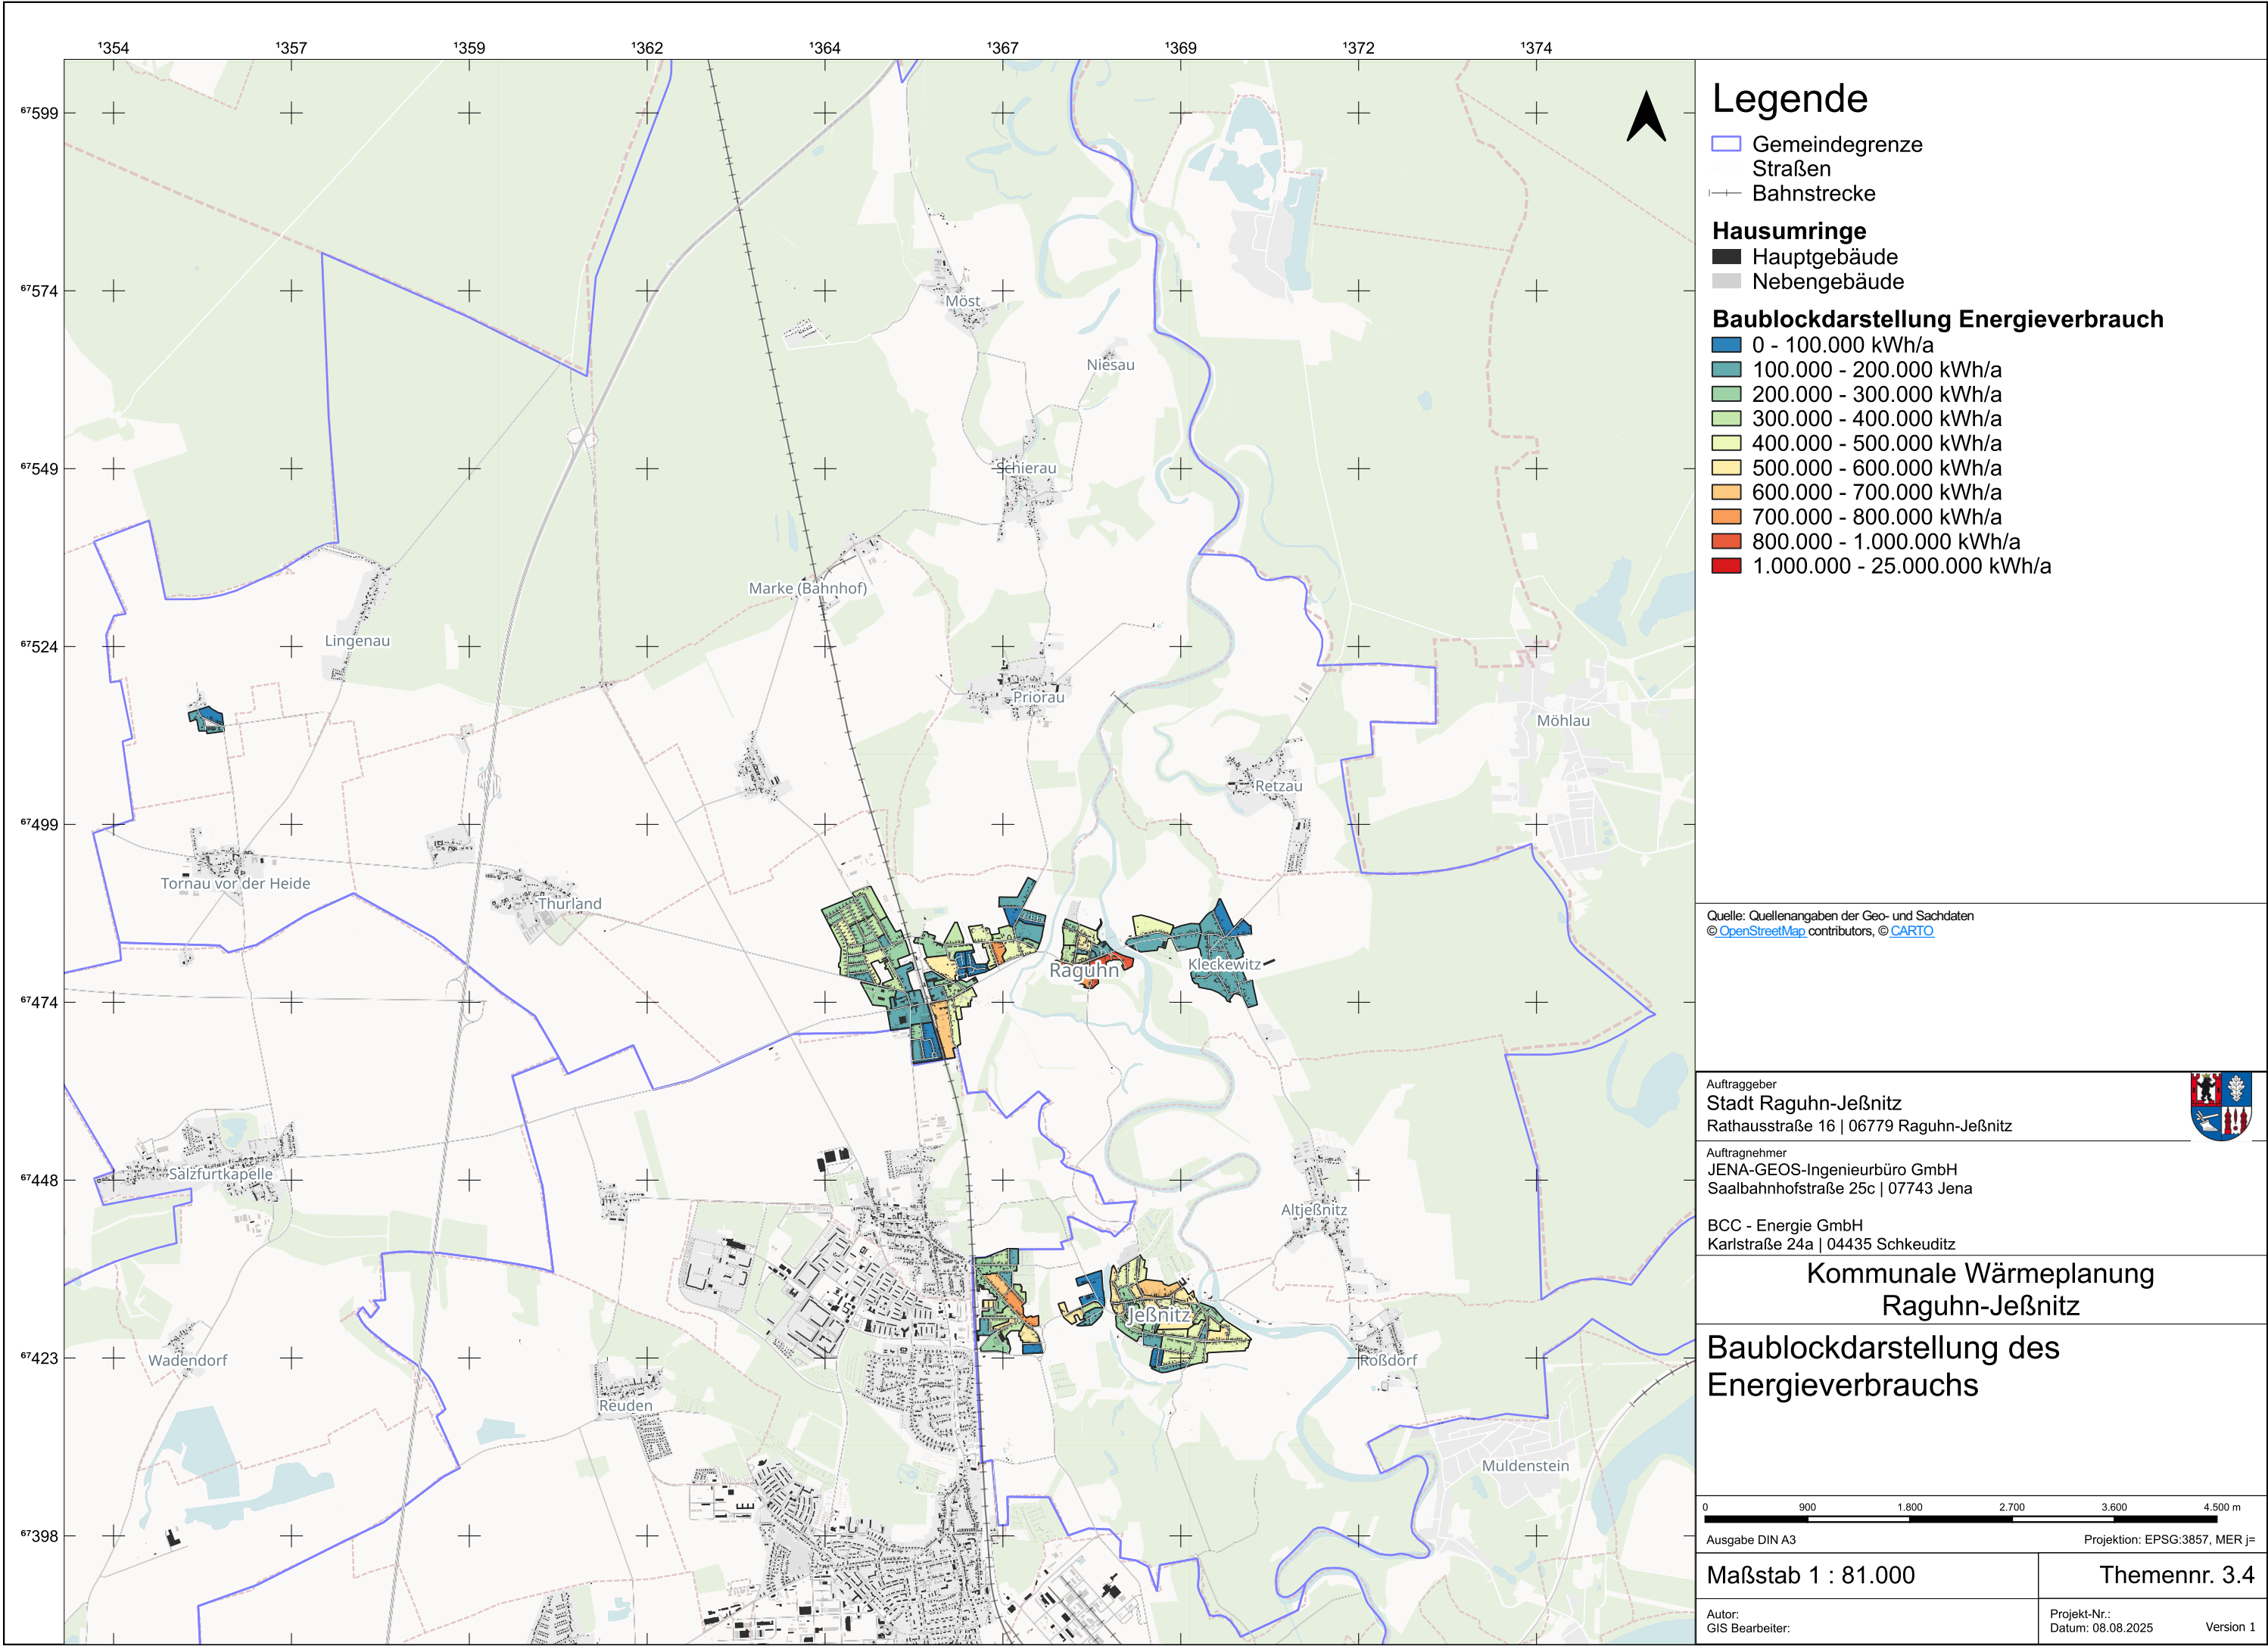 ¹354 ¹357 ¹359 ¹362 ¹364 ¹367 ¹369 ¹372 ¹374
⁶⁷599
⁶⁷574
⁶⁷549
⁶⁷524
⁶⁷499
⁶⁷474
⁶⁷448
⁶⁷423
⁶⁷398
Möst
Niesau
Schierau
Marke (Bahnhof)
Lingenau
Priorau
Möhlau
Retzau
Tornau vor der Heide
Thurland
Raguhn
Kleckewitz
Salzfurtkapelle
Altjeßnitz
Jeßnitz
Wadendorf
Roßdorf
Reuden
Muldenstein
Legende
Gemeindegrenze
Straßen
Bahnstrecke
Hausumringe
Hauptgebäude
Nebengebäude
Baublockdarstellung Energieverbrauch
0 - 100.000 kWh/a
100.000 - 200.000 kWh/a
200.000 - 300.000 kWh/a
300.000 - 400.000 kWh/a
400.000 - 500.000 kWh/a
500.000 - 600.000 kWh/a
600.000 - 700.000 kWh/a
700.000 - 800.000 kWh/a
800.000 - 1.000.000 kWh/a
1.000.000 - 25.000.000 kWh/a
Quelle: Quellenangaben der Geo- und Sachdaten
© OpenStreetMap contributors, © CARTO
Auftraggeber
Stadt Raguhn-Jeßnitz
Rathausstraße 16 | 06779 Raguhn-Jeßnitz
Auftragnehmer
JENA-GEOS-Ingenieurbüro GmbH
Saalbahnhofstraße 25c | 07743 Jena
BCC - Energie GmbH
Karlstraße 24a | 04435 Schkeuditz
Kommunale Wärmeplanung
Raguhn-Jeßnitz
Baublockdarstellung des
Energieverbrauchs
0 900 1.800 2.700 3.600 4.500 m
Ausgabe DIN A3 Projektion: EPSG:3857, MER j=
Maßstab 1 : 81.000 Themennr. 3.4
Autor:
GIS Bearbeiter:
Projekt-Nr.:
Datum: 08.08.2025 Version 1